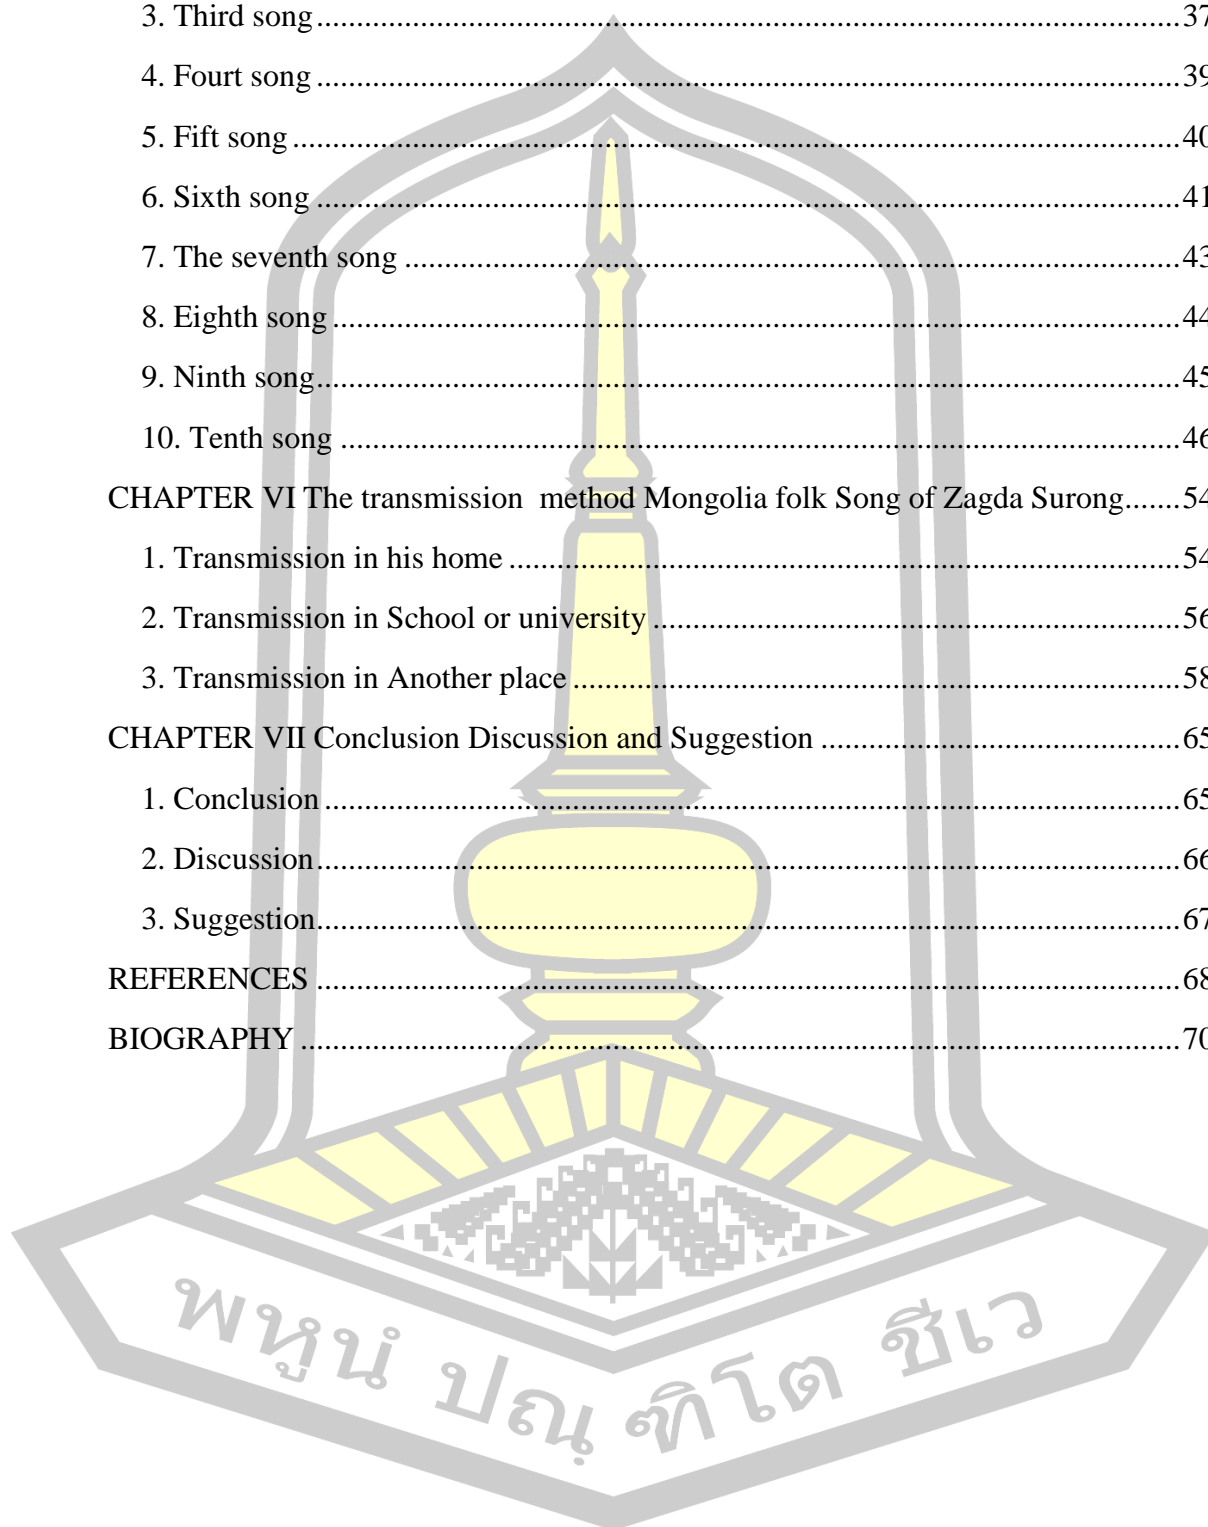 3. Third song ........ 37
4. Fourt song ........ 39
5. Fift song ........ 40
6. Sixth song ........ 41
7. The seventh song ........ 43
8. Eighth song ........ 44
9. Ninth song ........ 45
10. Tenth song ........ 46
CHAPTER VI The transmission method Mongolia folk Song of Zagda Surong ....... 54
1. Transmission in his home ........ 54
2. Transmission in School or university ........ 56
3. Transmission in Another place ........ 58
CHAPTER VII Conclusion Discussion and Suggestion ........ 65
1. Conclusion ........ 65
2. Discussion ........ 66
3. Suggestion ........ 67
REFERENCES ........ 68
BIOGRAPHY ........ 70
พหูนํ ปณฺฑิโต ชีเว